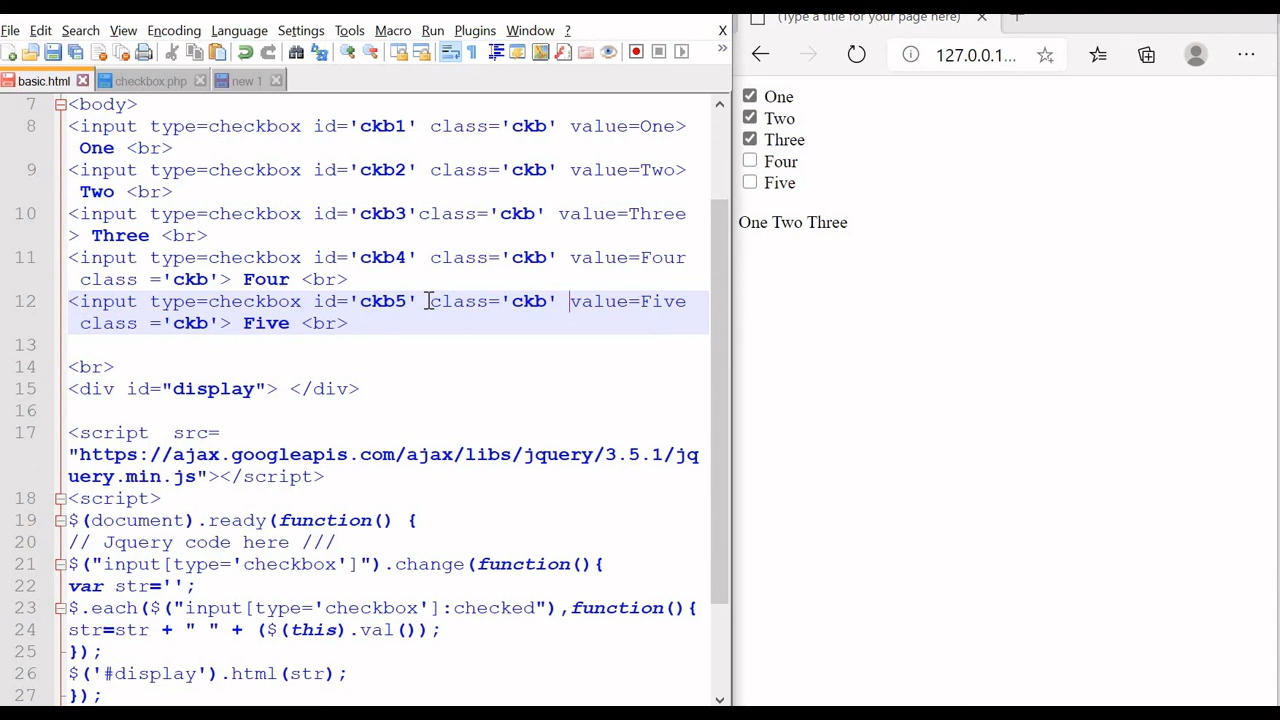 (Type a title for your page here)
File Edit Search View Encoding Language Settings Tools Macro Run Plugins Window ? X
basic.html checkbox.php new 1
127.0.0.1...
7 <body>
8 <input type=checkbox id='ckb1' class='ckb' value=One>
One <br>
9 <input type=checkbox id='ckb2' class='ckb' value=Two>
Two <br>
10 <input type=checkbox id='ckb3'class='ckb' value=Three
> Three <br>
11 <input type=checkbox id='ckb4' class='ckb' value=Four
class ='ckb'> Four <br>
12 <input type=checkbox id='ckb5' class='ckb' value=Five
class ='ckb'> Five <br>
13
14 <br>
15 <div id="display"> </div>
16
17 <script src=
"https://ajax.googleapis.com/ajax/libs/jquery/3.5.1/jq
uery.min.js"></script>
18 <script>
19 $(document).ready(function() {
20 // Jquery code here ///
21 $("input[type='checkbox']").change(function(){
22 var str='';
23 $.each($("input[type='checkbox']:checked"),function(){
24 str=str + " " + ($(this).val());
25 });
26 $('#display').html(str);
27 });
One
Two
Three
Four
Five
One Two Three